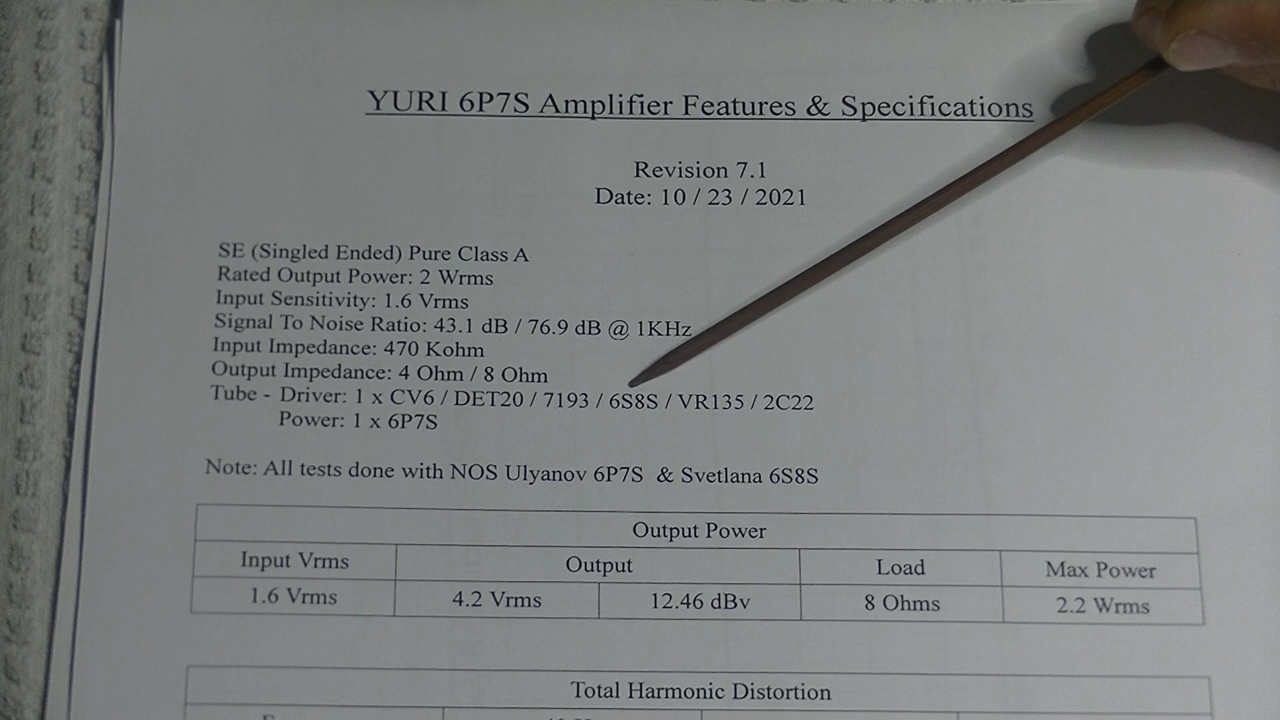 YURI 6P7S Amplifier Features & Specifications
Revision 7.1
Date: 10 / 23 / 2021
SE (Singled Ended) Pure Class A
Rated Output Power: 2 Wrms
Input Sensitivity: 1.6 Vrms
Signal To Noise Ratio: 43.1 dB / 76.9 dB @ 1KHz
Input Impedance: 470 Kohm
Output Impedance: 4 Ohm / 8 Ohm
Tube - Driver: 1 x CV6 / DET20 / 7193 / 6S8S / VR135 / 2C22
Power: 1 x 6P7S
Note: All tests done with NOS Ulyanov 6P7S & Svetlana 6S8S
Output Power
Input Vrms Output Load Max Power
1.6 Vrms 4.2 Vrms 12.46 dBv 8 Ohms 2.2 Wrms
Total Harmonic Distortion